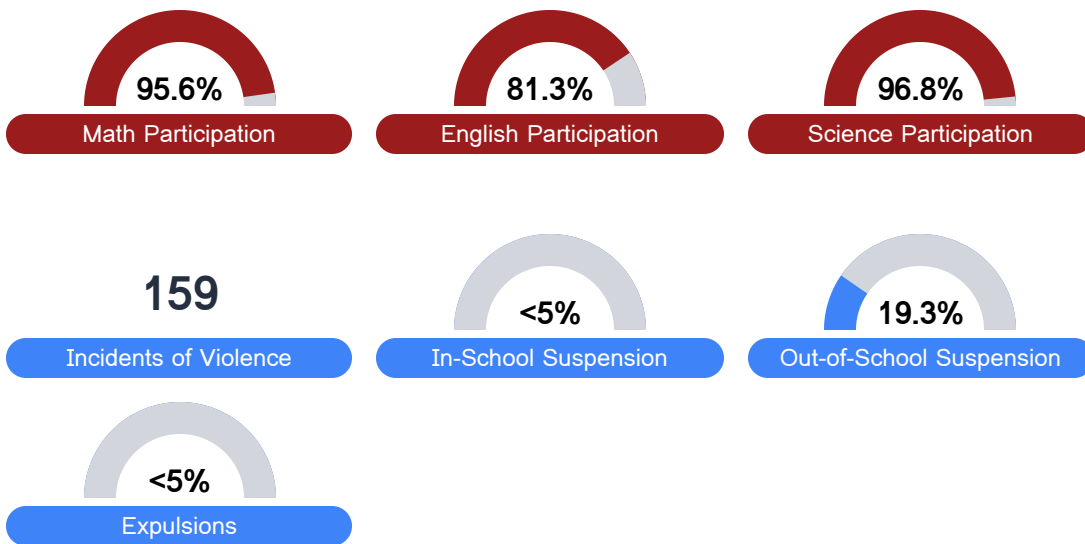 95.6%
Math Participation
81.3%
English Participation
96.8%
Science Participation
159
Incidents of Violence
<5%
In-School Suspension
19.3%
Out-of-School Suspension
<5%
Expulsions